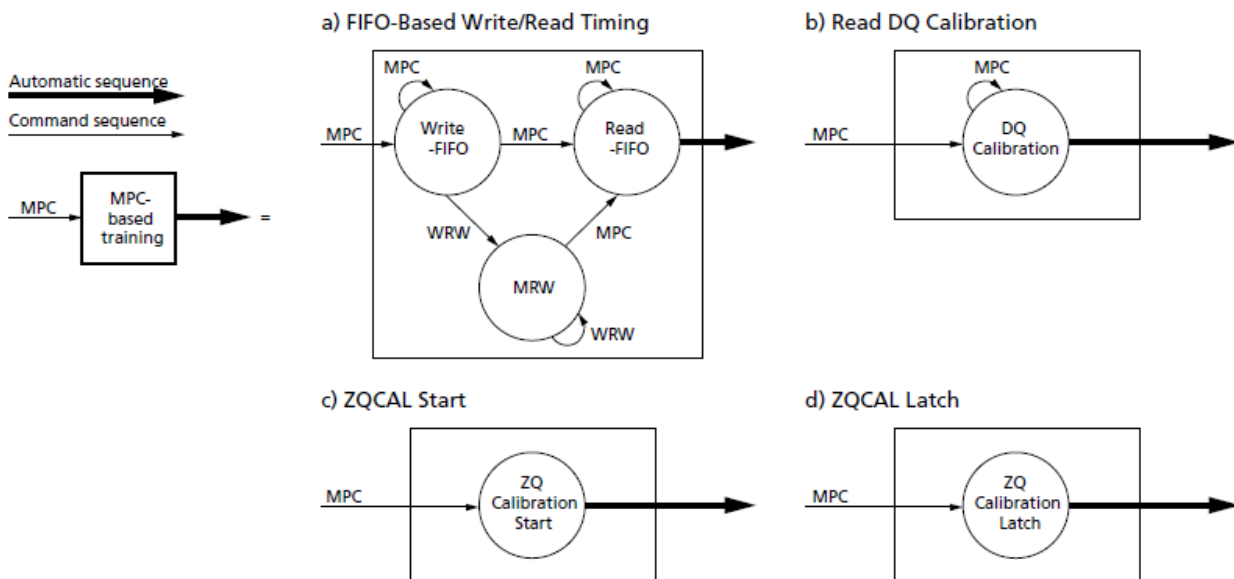 Automatic sequence
Command sequence
MPC
MPC-
based
training
=
a) FIFO-Based Write/Read Timing
MPC
MPC
MPC
Write
-FIFO
MPC
Read
-FIFO
WRW
MPC
MRW
WRW
b) Read DQ Calibration
MPC
MPC
DQ
Calibration
c) ZQCAL Start
MPC
ZQ
Calibration
Start
d) ZQCAL Latch
MPC
ZQ
Calibration
Latch